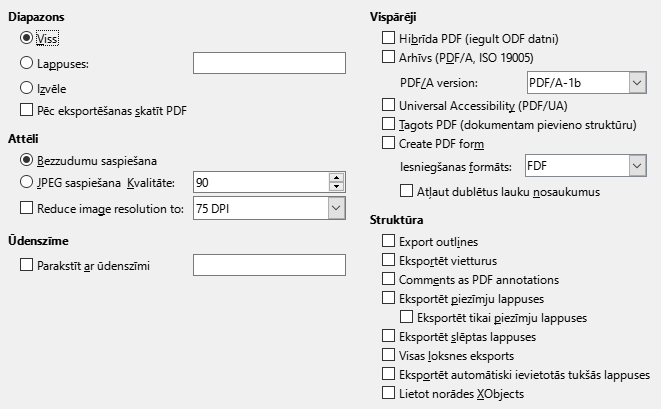 Diapazons
Viss
Lappuses:
Izvēle
Pēc eksportēšanas skatīt PDF
Attēli
Bezzudumu saspiešana
JPEG saspiešana Kvalitāte: 90
Reduce image resolution to: 75 DPI
Ūdenszīme
Parakstīt ar ūdenszīmi
Vispārēji
Hibrīda PDF (iegult ODF datni)
Arhīvs (PDF/A, ISO 19005)
PDF/A version: PDF/A-1b
Universal Accessibility (PDF/UA)
Tagots PDF (dokumentam pievieno struktūru)
Create PDF form
Iesniegšanas formāts: FDF
Atļaut dublētus lauku nosaukumus
Struktūra
Export outlines
Eksportēt vietturus
Comments as PDF annotations
Eksportēt piezīmju lappuses
Eksportēt tikai piezīmju lappuses
Eksportēt slēptas lappuses
Visas loksnes eksports
Eksportēt automātiski ievietotās tukšās lappuses
Lietot norādes XObjects